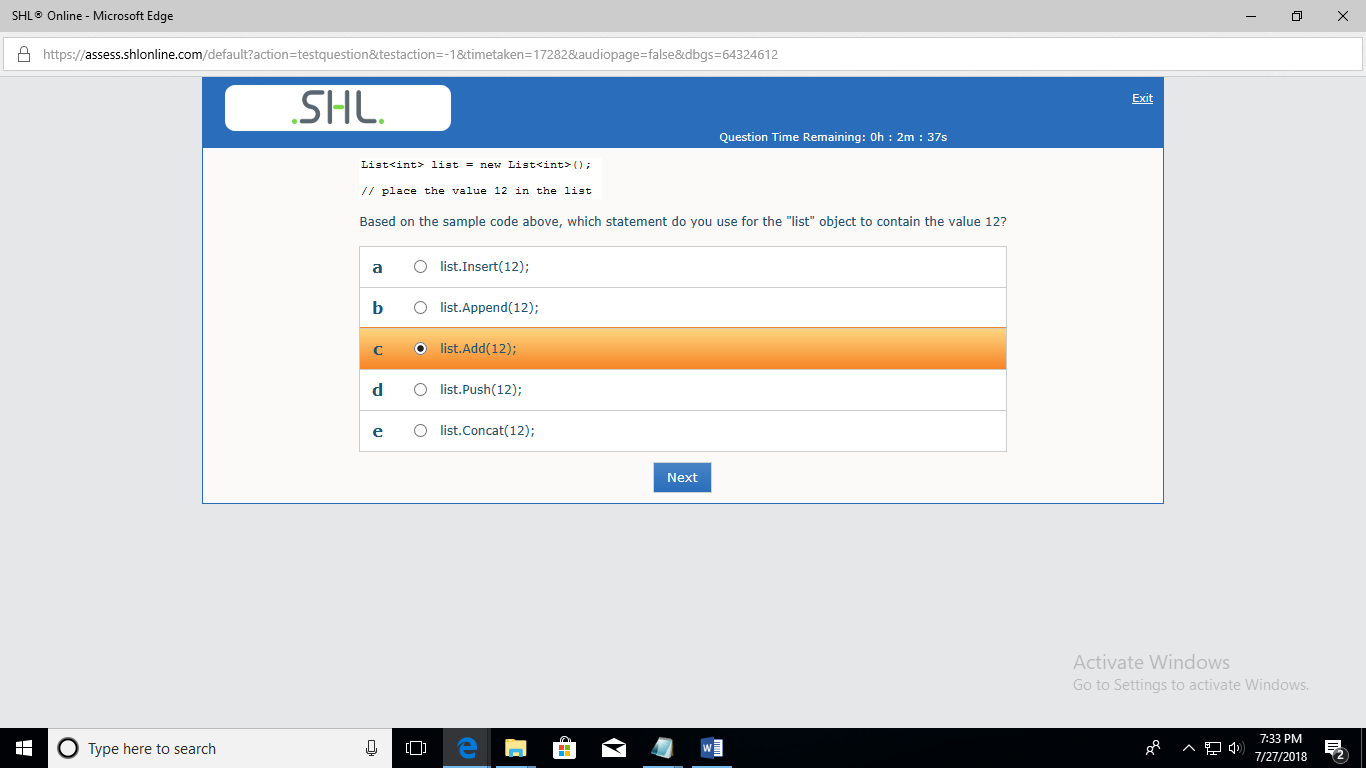 SHL® Online - Microsoft Edge
https://assess.shlonline.com/default?action=testquestion&testaction=-1&timetaken=17282&audiopage=false&dbgs=64324612
.SHL.
Exit
Question Time Remaining: 0h : 2m : 37s
List<int> list = new List<int>();
// place the value 12 in the list
Based on the sample code above, which statement do you use for the "list" object to contain the value 12?
a list.Insert(12);
b list.Append(12);
c list.Add(12);
d list.Push(12);
e list.Concat(12);
Next
Activate Windows
Go to Settings to activate Windows.
Type here to search
W
7:33 PM
7/27/2018
2